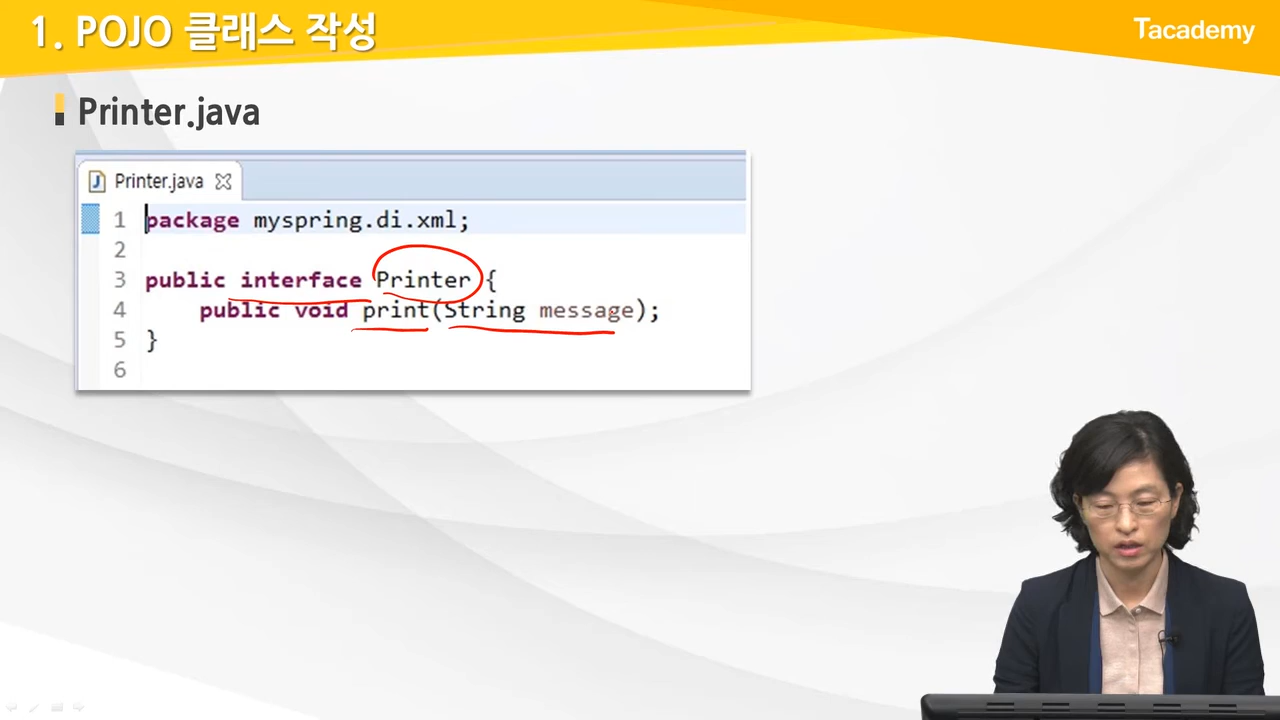 1. POJO 클래스 작성
Tacademy
Printer.java
Printer.java
1 package myspring.di.xml;
2
3 public interface Printer {
4 public void print(String message);
5 }
6